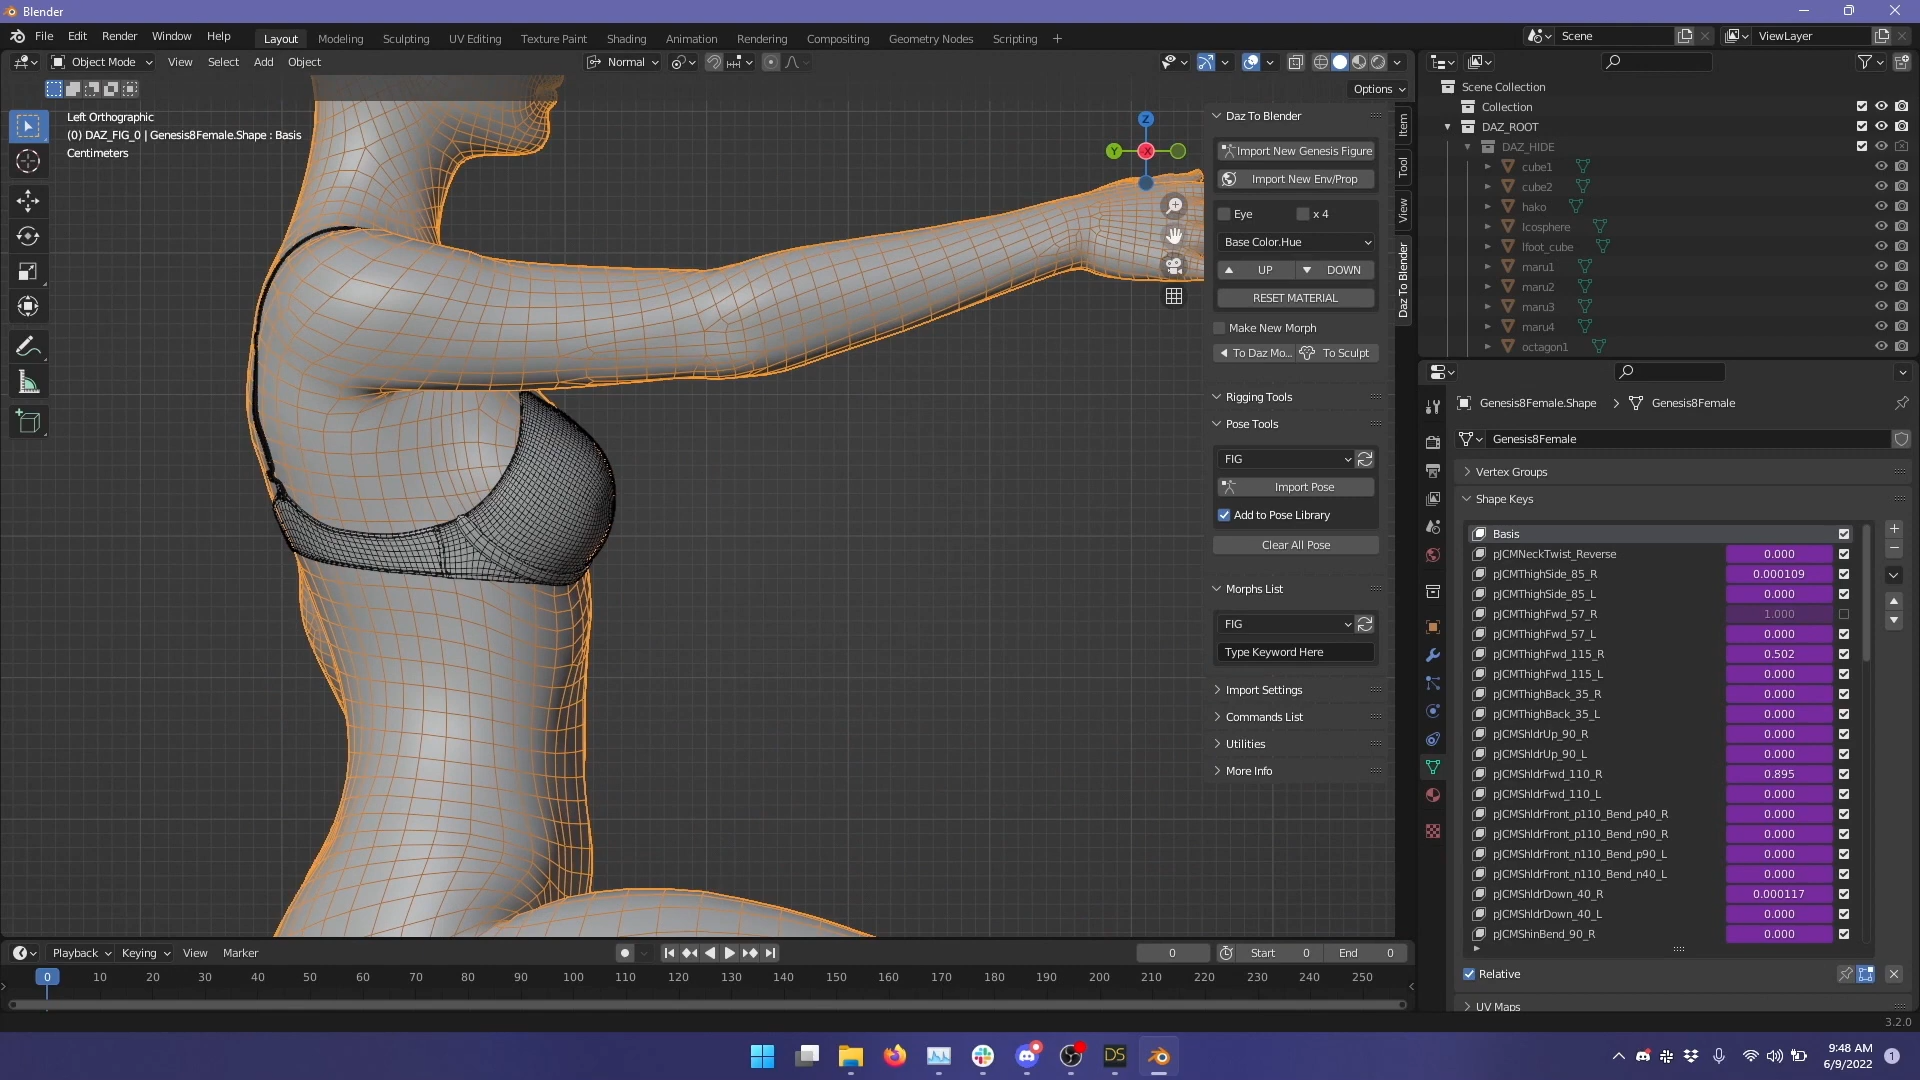 Blender
File Edit Render Window Help Layout Modeling Sculpting UV Editing Texture Paint Shading Animation Rendering Compositing Geometry Nodes Scripting + Scene ViewLayer
Object Mode View Select Add Object Normal
Options
Left Orthographic
(0) DAZ_FIG_0 | Genesis8Female.Shape : Basis
Centimeters
Z
Y
X
Daz To Blender
Import New Genesis Figure
Import New Env/Prop
Eye x 4
Base Color.Hue
UP DOWN
RESET MATERIAL
Make New Morph
To Daz Mo... To Sculpt
Rigging Tools
Pose Tools
FIG
Import Pose
Add to Pose Library
Clear All Pose
Morphs List
FIG
Type Keyword Here
Import Settings
Commands List
Utilities
More Info
Item
Tool
View
Daz To Blender
Scene Collection
Collection
DAZ_ROOT
DAZ_HIDE
cube1
cube2
hako
Icosphere
lfoot_cube
maru1
maru2
maru3
maru4
octagon1
Genesis8Female.Shape > Genesis8Female
Genesis8Female
Vertex Groups
Shape Keys
Basis
pJCMNeckTwist_Reverse 0.000
pJCMThighSide_85_R 0.000109
pJCMThighSide_85_L 0.000
pJCMThighFwd_57_R 1.000
pJCMThighFwd_57_L 0.000
pJCMThighFwd_115_R 0.502
pJCMThighFwd_115_L 0.000
pJCMThighBack_35_R 0.000
pJCMThighBack_35_L 0.000
pJCMShldrUp_90_R 0.000
pJCMShldrUp_90_L 0.000
pJCMShldrFwd_110_R 0.895
pJCMShldrFwd_110_L 0.000
pJCMShldrFront_p110_Bend_p40_R 0.000
pJCMShldrFront_p110_Bend_n90_R 0.000
pJCMShldrFront_n110_Bend_p90_L 0.000
pJCMShldrFront_n110_Bend_n40_L 0.000
pJCMShldrDown_40_R 0.000117
pJCMShldrDown_40_L 0.000
pJCMShinBend_90_R 0.000
Relative
UV Maps
Playback Keying View Marker 0 Start 0 End 0
0 10 20 30 40 50 60 70 80 90 100 110 120 130 140 150 160 170 180 190 200 210 220 230 240 250
3.2.0
DS
9:48 AM
6/9/2022
1